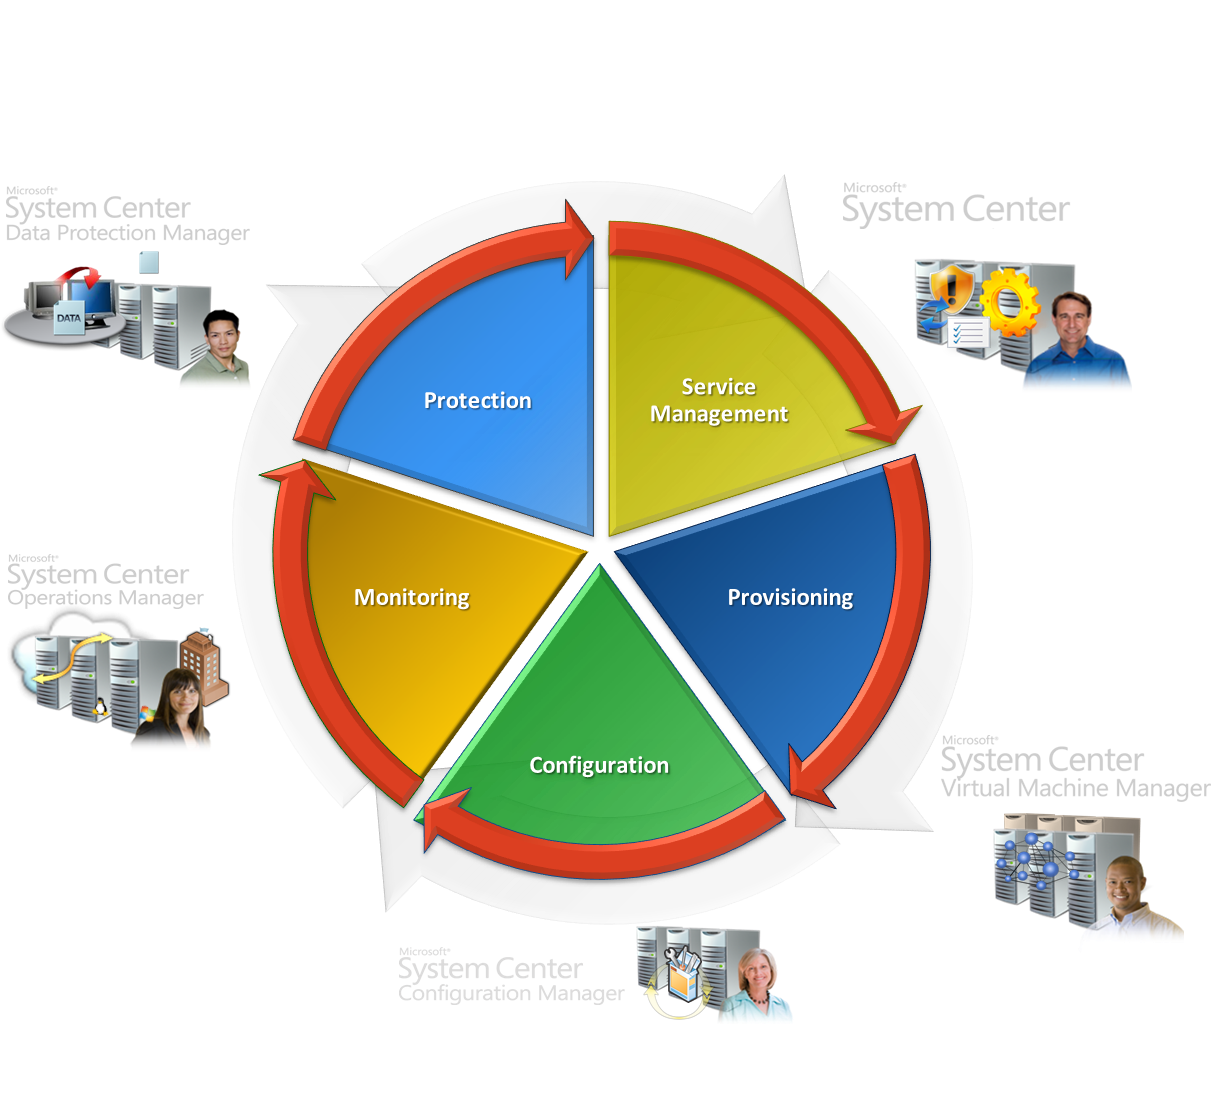 Microsoft®
System Center
Data Protection Manager
DATA
Microsoft®
System Center
Protection
Service
Management
Microsoft®
System Center
Operations Manager
Monitoring
Provisioning
Configuration
Microsoft®
System Center
Virtual Machine Manager
Microsoft®
System Center
Configuration Manager